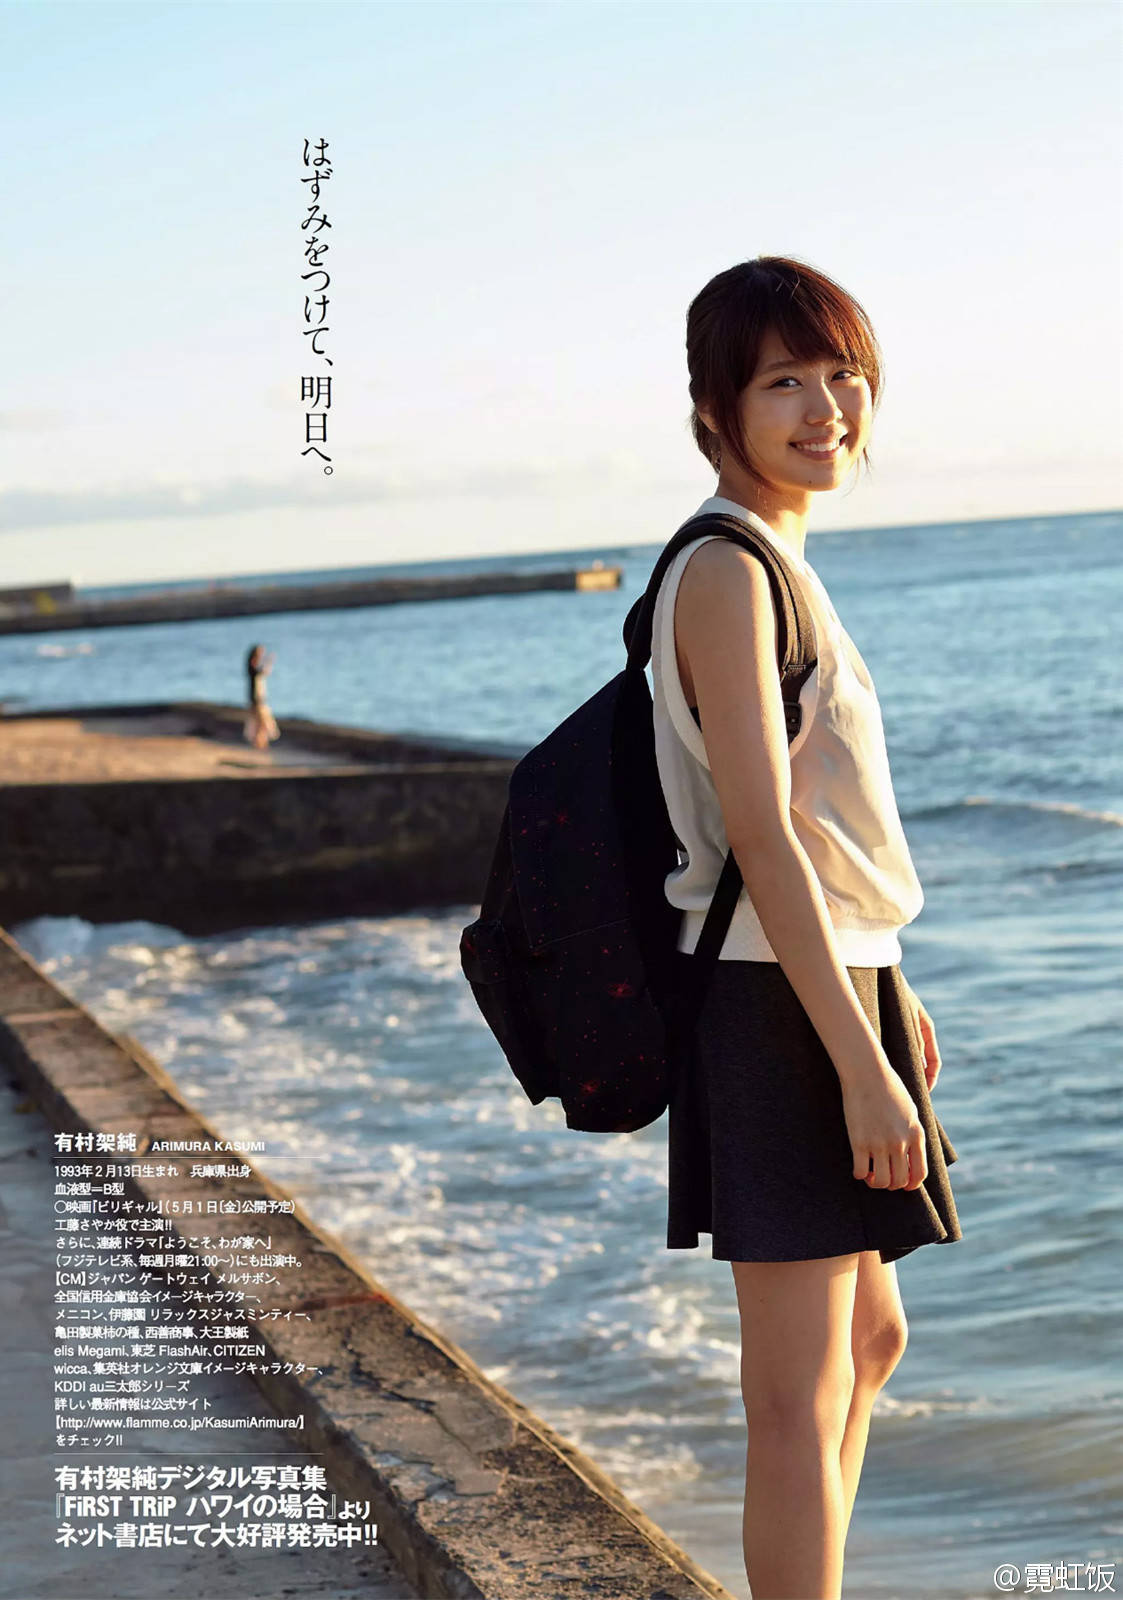 はずみをつけて、明日へ。
有村架純 / ARIMURA KASUMI
1993年2月13日生まれ 兵庫県出身
血液型＝B型
◯映画『ビリギャル』（5月1日〔金〕公開予定）
工藤さやか役で主演!!
さらに、連続ドラマ「ようこそ、わが家へ」
（フジテレビ系、毎週月曜21:00〜）にも出演中。
【CM】ジャパン ゲートウェイ メルサボン、
全国信用金庫協会イメージキャラクター、
メニコン、伊藤園 リラックスジャスミンティー、
亀田製菓柿の種、西善商事、大王製紙
elis Megami、東芝 FlashAir、CITIZEN
wicca、集英社オレンジ文庫イメージキャラクター、
KDDI au三太郎シリーズ
詳しい最新情報は公式サイト
【http://www.flamme.co.jp/KasumiArimura/】
をチェック!!
有村架純デジタル写真集
『FiRST TRiP ハワイの場合』より
ネット書店にて大好評発売中!!
@霓虹饭